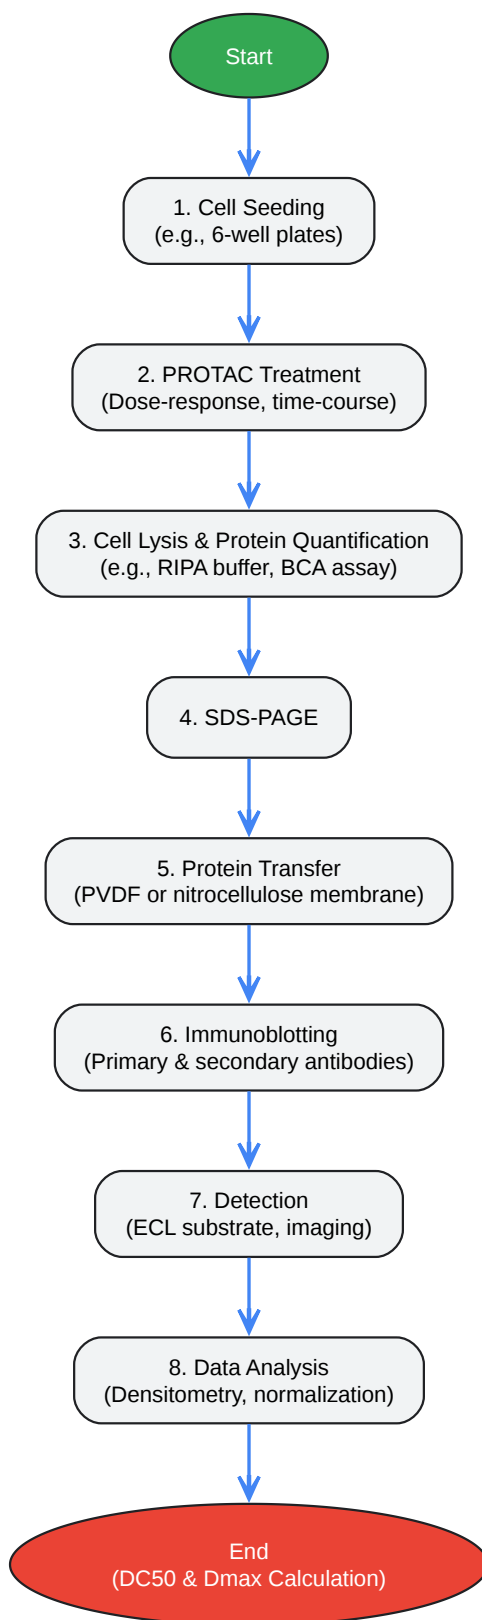 Start
1. Cell Seeding
(e.g., 6-well plates)
2. PROTAC Treatment
(Dose-response, time-course)
3. Cell Lysis & Protein Quantification
(e.g., RIPA buffer, BCA assay)
4. SDS-PAGE
5. Protein Transfer
(PVDF or nitrocellulose membrane)
6. Immunoblotting
(Primary & secondary antibodies)
7. Detection
(ECL substrate, imaging)
8. Data Analysis
(Densitometry, normalization)
End
(DC50 & Dmax Calculation)